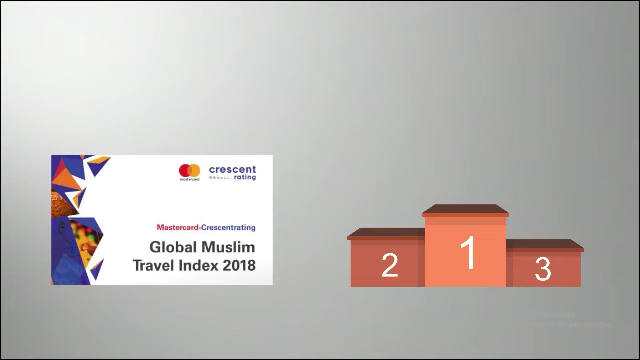 mastercard
crescent
rating
Mastercard-Crescentrating
Global Muslim
Travel Index 2018
2
1
3